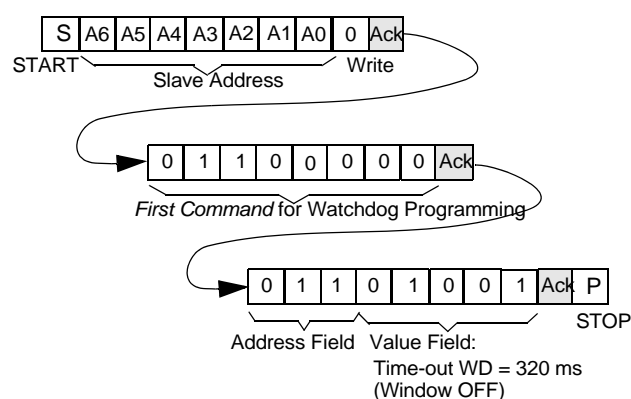 S A6 A5 A4 A3 A2 A1 A0 0 Ack
START Slave Address Write
0 1 1 0 0 0 0 0 Ack
First Command for Watchdog Programming
0 1 1 0 1 0 0 1 Ack P
STOP
Address Field Value Field:
Time-out WD = 320 ms
(Window OFF)